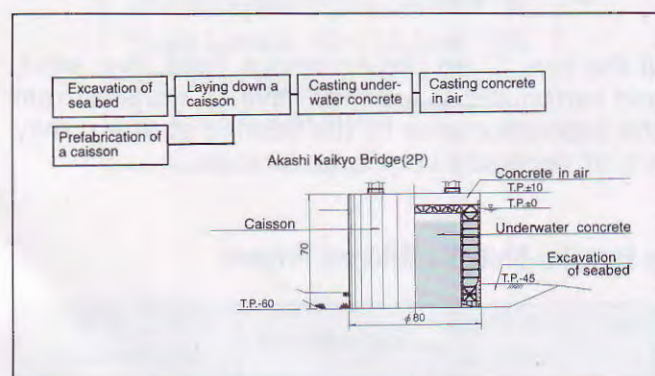 Excavation of
sea bed
Laying down a
caisson
Casting under-
water concrete
Casting concrete
in air
Prefabrication of
a caisson
Akashi Kaikyo Bridge(2P)
Concrete in air
T.P.±10
T.P.±0
Caisson
Underwater concrete
70
Excavation
of seabed
T.P.-45
T.P.-60
ϕ80